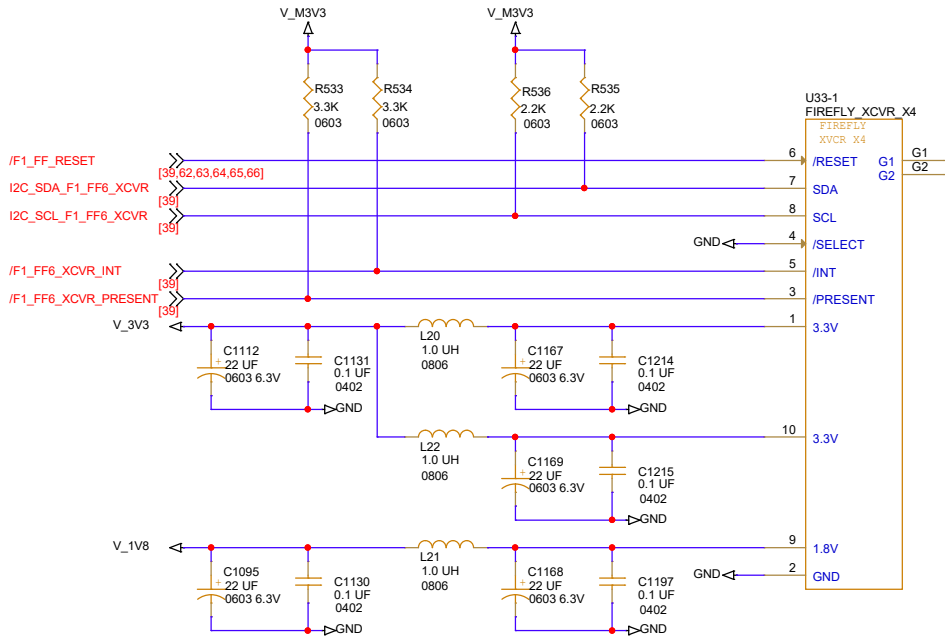 V_M3V3
V_M3V3
R533
3.3K
0603
R534
3.3K
0603
R536
2.2K
0603
R535
2.2K
0603
U33-1
FIREFLY_XCVR_X4
FIREFLY
XVCR X4
/F1_FF_RESET
[39,62,63,64,65,66]
6
/RESET
G1
G1
G2
G2
I2C_SDA_F1_FF6_XCVR
[39]
7
SDA
I2C_SCL_F1_FF6_XCVR
[39]
8
SCL
GND
4
/SELECT
/F1_FF6_XCVR_INT
[39]
5
/INT
/F1_FF6_XCVR_PRESENT
[39]
3
/PRESENT
V_3V3
1
3.3V
L20
1.0 UH
0806
C1112
+
22 UF
0603 6.3V
C1131
0.1 UF
0402
GND
C1167
+
22 UF
0603 6.3V
C1214
0.1 UF
0402
GND
10
3.3V
L22
1.0 UH
0806
C1169
+
22 UF
0603 6.3V
C1215
0.1 UF
0402
GND
V_1V8
9
1.8V
L21
1.0 UH
0806
GND
2
GND
C1095
+
22 UF
0603 6.3V
C1130
0.1 UF
0402
GND
C1168
+
22 UF
0603 6.3V
C1197
0.1 UF
0402
GND